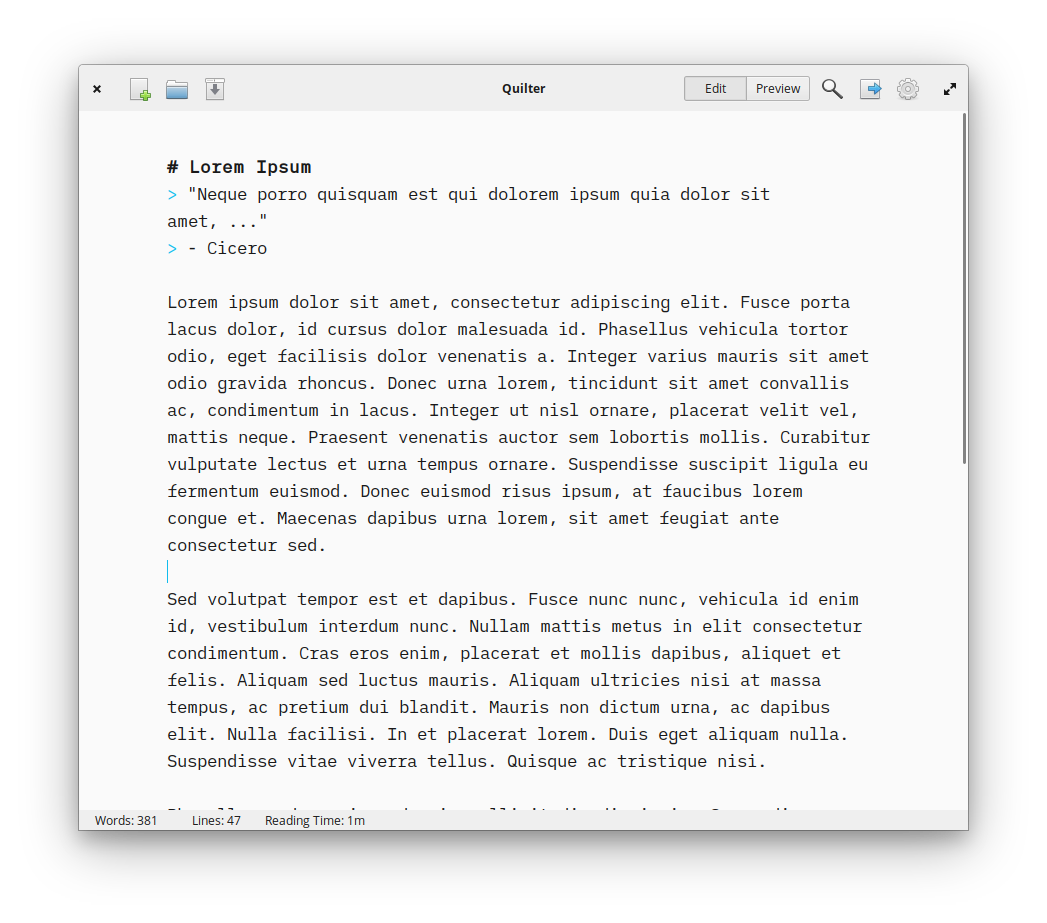 Quilter
Edit
Preview
# Lorem Ipsum
> "Neque porro quisquam est qui dolorem ipsum quia dolor sit
amet, ..."
> - Cicero
Lorem ipsum dolor sit amet, consectetur adipiscing elit. Fusce porta
lacus dolor, id cursus dolor malesuada id. Phasellus vehicula tortor
odio, eget facilisis dolor venenatis a. Integer varius mauris sit amet
odio gravida rhoncus. Donec urna lorem, tincidunt sit amet convallis
ac, condimentum in lacus. Integer ut nisl ornare, placerat velit vel,
mattis neque. Praesent venenatis auctor sem lobortis mollis. Curabitur
vulputate lectus et urna tempus ornare. Suspendisse suscipit ligula eu
fermentum euismod. Donec euismod risus ipsum, at faucibus lorem
congue et. Maecenas dapibus urna lorem, sit amet feugiat ante
consectetur sed.
Sed volutpat tempor est et dapibus. Fusce nunc nunc, vehicula id enim
id, vestibulum interdum nunc. Nullam mattis metus in elit consectetur
condimentum. Cras eros enim, placerat et mollis dapibus, aliquet et
felis. Aliquam sed luctus mauris. Aliquam ultricies nisi at massa
tempus, ac pretium dui blandit. Mauris non dictum urna, ac dapibus
elit. Nulla facilisi. In et placerat lorem. Duis eget aliquam nulla.
Suspendisse vitae viverra tellus. Quisque ac tristique nisi.
Words: 381
Lines: 47
Reading Time: 1m